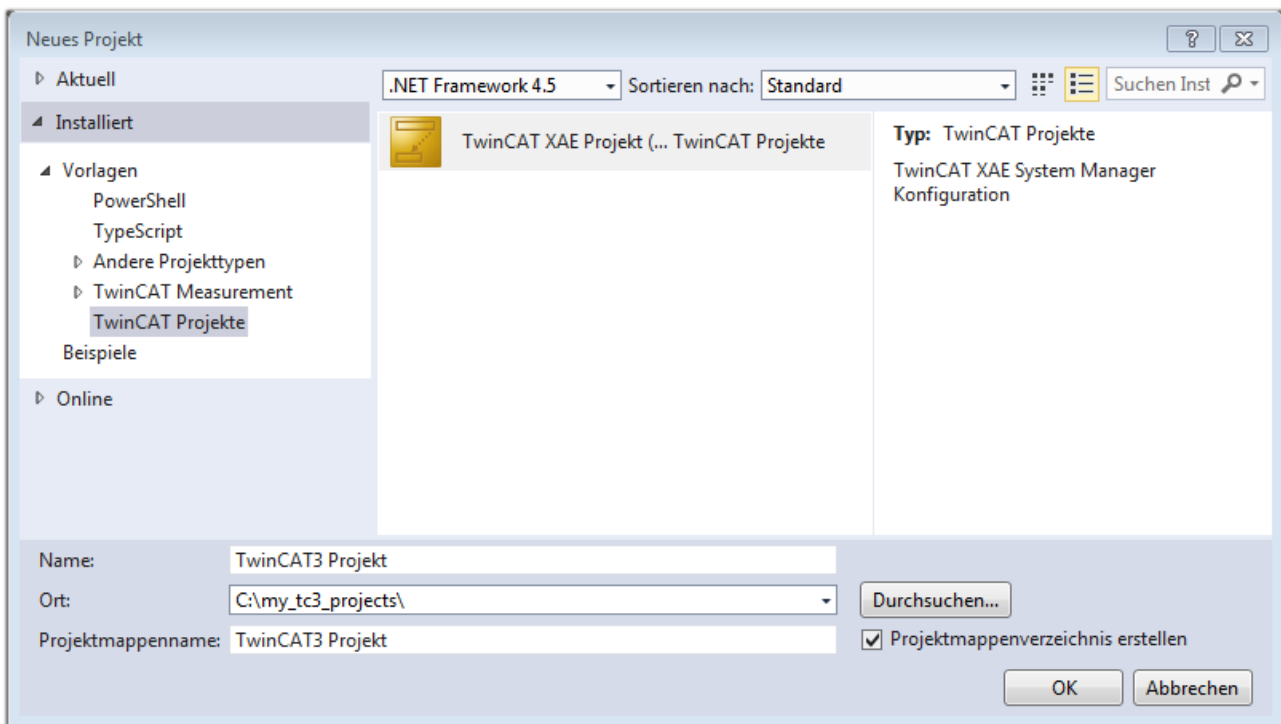 Neues Projekt
Aktuell
.NET Framework 4.5 Sortieren nach: Standard Suchen Inst
Installiert
Vorlagen
PowerShell
TypeScript
Andere Projekttypen
TwinCAT Measurement
TwinCAT Projekte
Beispiele
Online
TwinCAT XAE Projekt (... TwinCAT Projekte
Typ: TwinCAT Projekte
TwinCAT XAE System Manager
Konfiguration
Name: TwinCAT3 Projekt
Ort: C:\my_tc3_projects\ Durchsuchen...
Projektmappenname: TwinCAT3 Projekt Projektmappenverzeichnis erstellen
OK Abbrechen